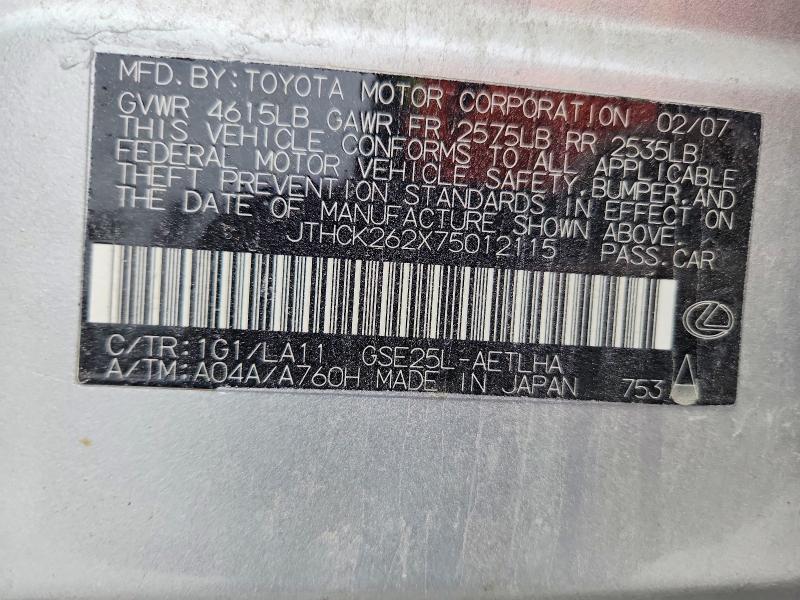 MFD. BY: TOYOTA MOTOR CORPORATION 02/07
GVWR 4615LB GAWR FR 2575LB RR 2535LB
THIS VEHICLE CONFORMS TO ALL APPLICABLE
FEDERAL MOTOR VEHICLE SAFETY, BUMPER, AND
THEFT PREVENTION STANDARDS IN EFFECT ON
THE DATE OF MANUFACTURE SHOWN ABOVE.
JTHCK262X75012115 PASS. CAR
C/TR: 1G1/LA11 GSE25L-AETLHA
A/TM: A04A/A760H MADE IN JAPAN 753 A